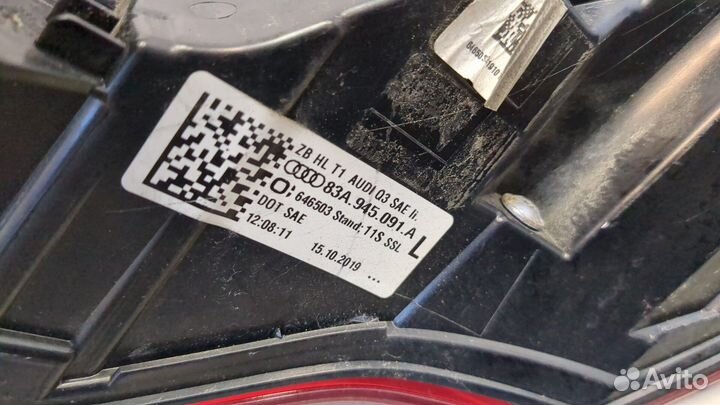 ZB HL T1 AUDI Q3 SAE li.
83A.945.091.A
O: 646503 Stand; 11S SSL
DOT SAE L
12:08:11 15.10.2019 ...
Avito